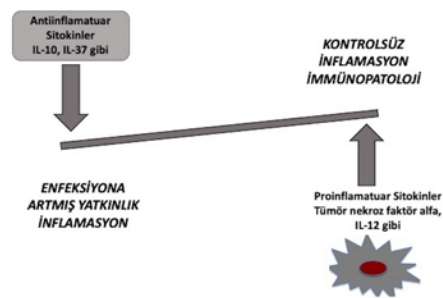 Antiinflamatuar
Sitokinler
IL-10, IL-37 gibi
KONTROLSÜZ
İNFLAMASYON
İMMÜNOPATOLOJİ
ENFEKSİYONA
ARTMIŞ YATKINLIK
İNFLAMASYON
Proinflamatuar Sitokinler
Tümör nekroz faktör alfa,
IL-12 gibi